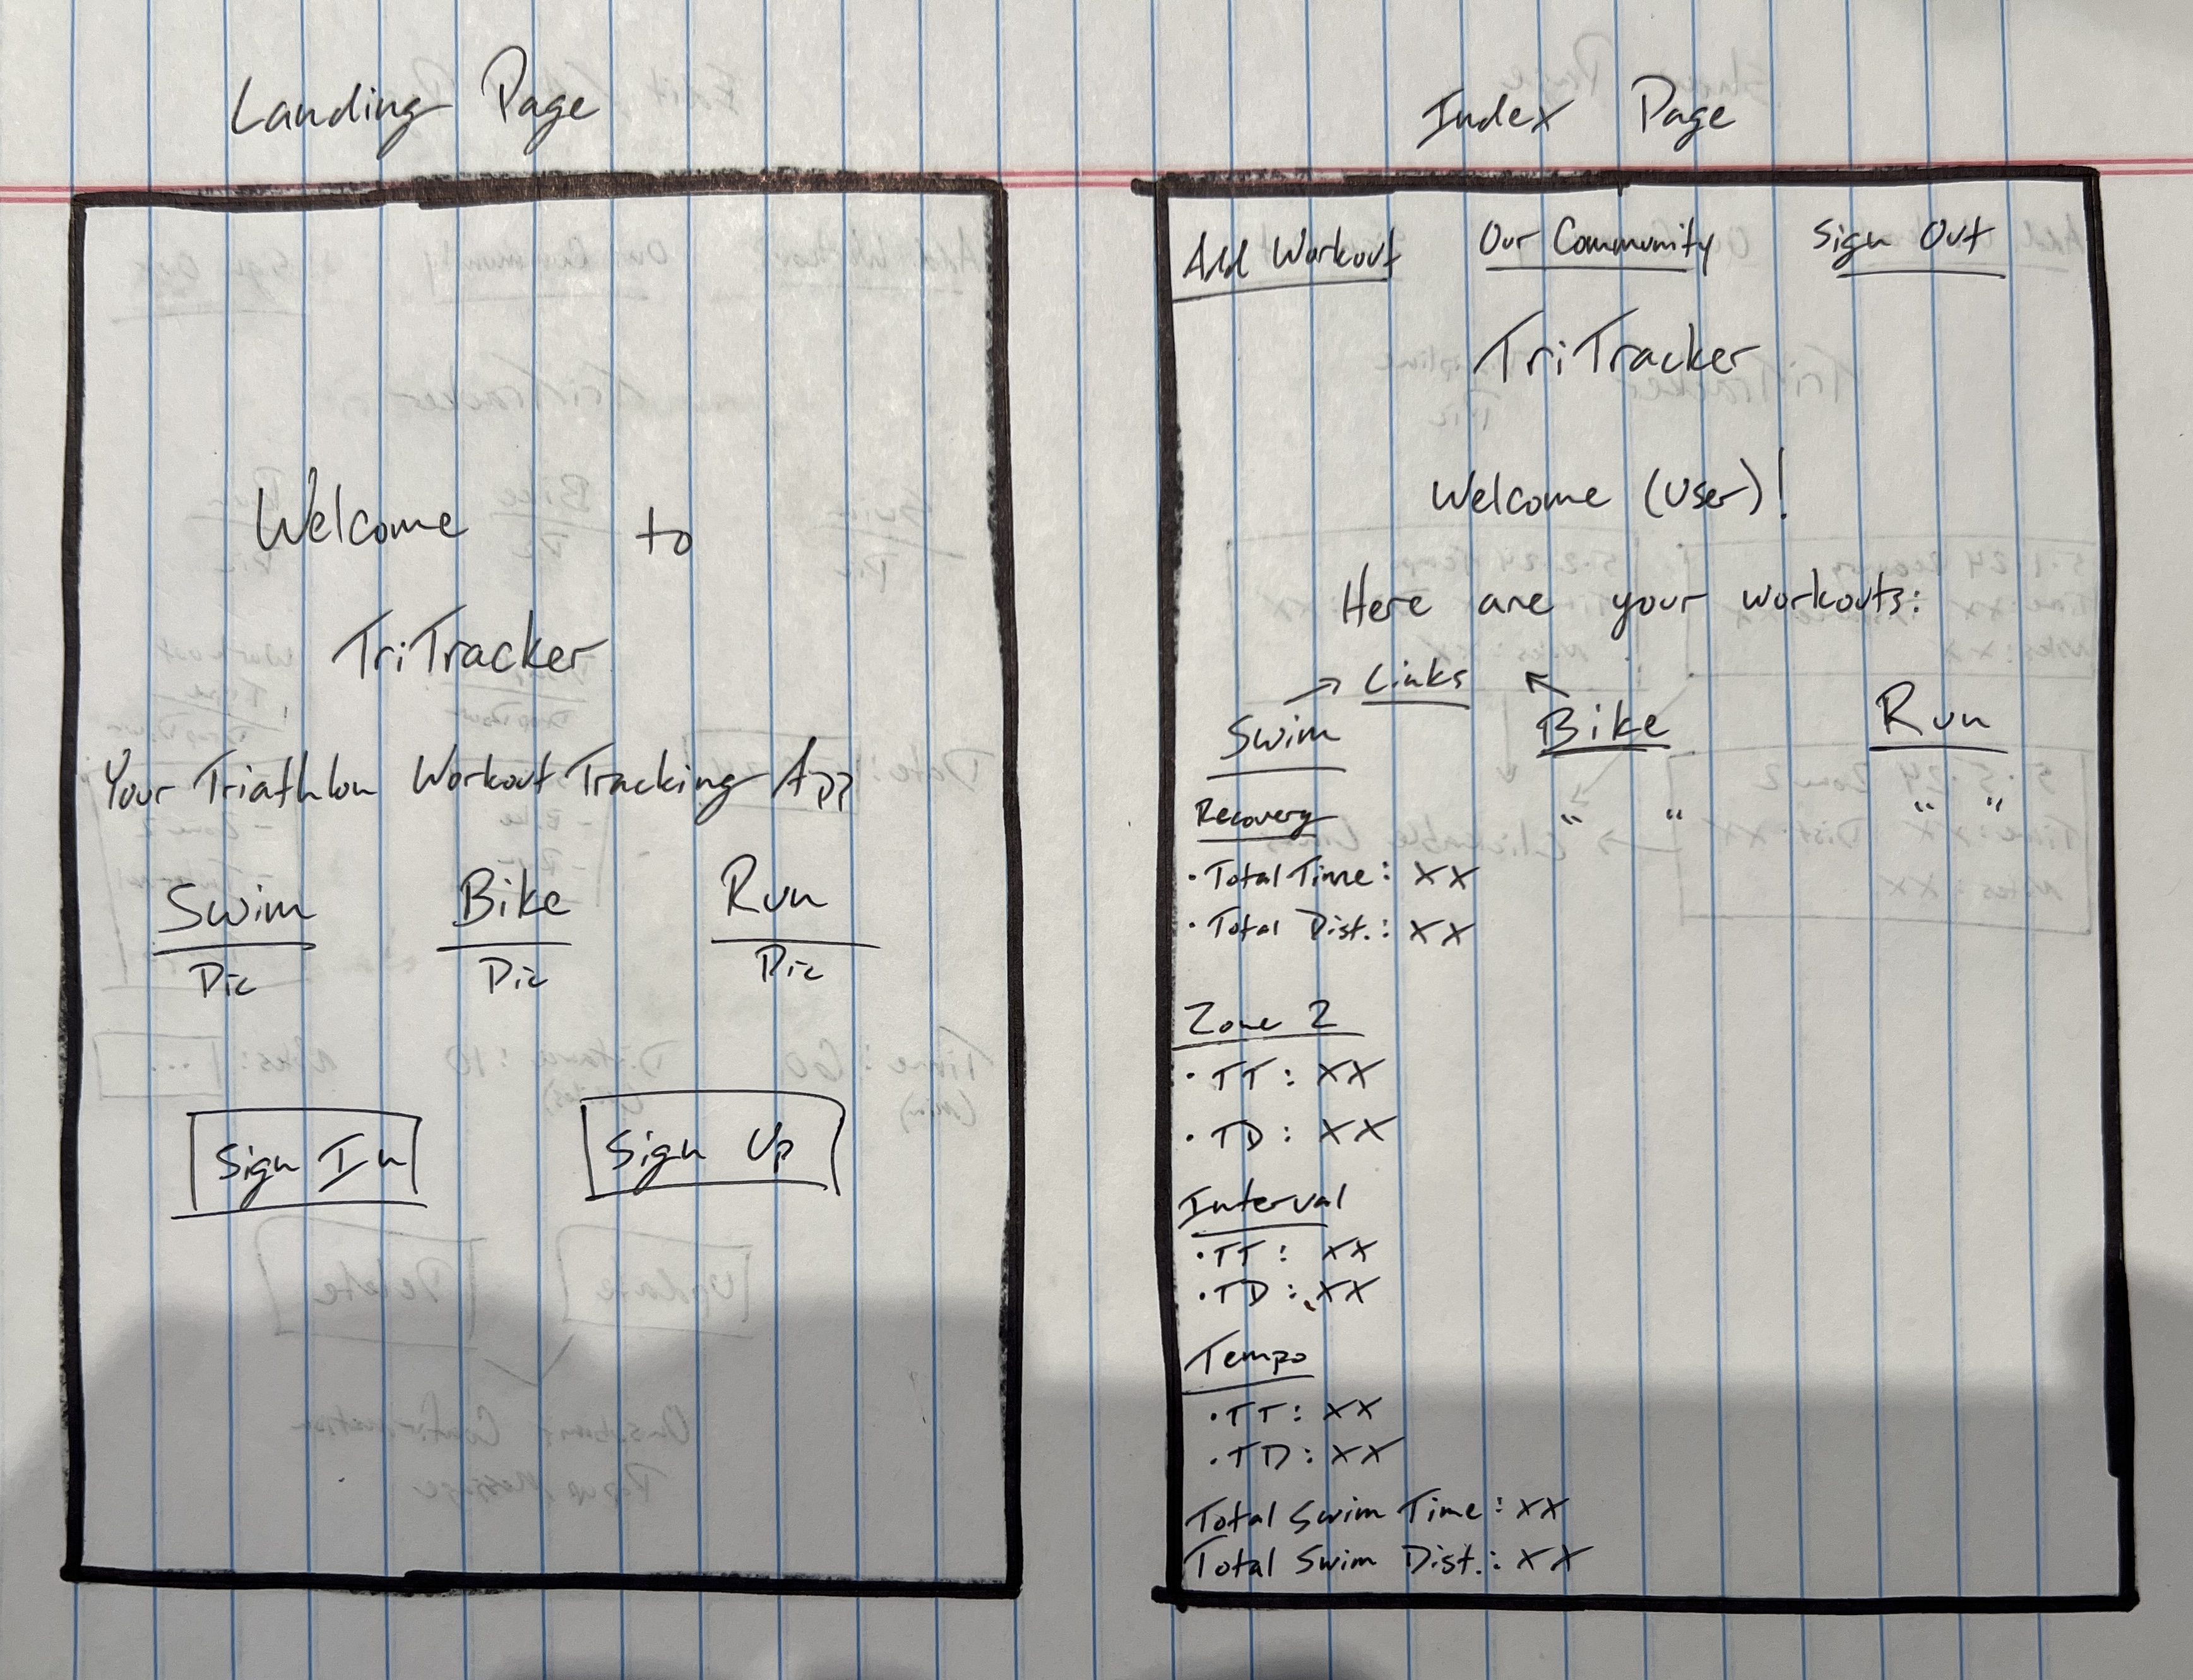 Landing Page
Welcome to
TriTracker
Your Triathlon Workout Tracking App
Swim Bike Run
Pic Pic Pic
Sign In Sign Up
Index Page
Add Workout Our Community Sign Out
TriTracker
Welcome (User)!
Here are your workouts:
Links
Swim Bike Run
Recovery " " " "
· Total Time: XX
· Total Dist.: XX
Zone 2
· TT: XX
· TD: XX
Interval
· TT: XX
· TD: XX
Tempo
· TT: XX
· TD: XX
Total Swim Time: XX
Total Swim Dist.: XX